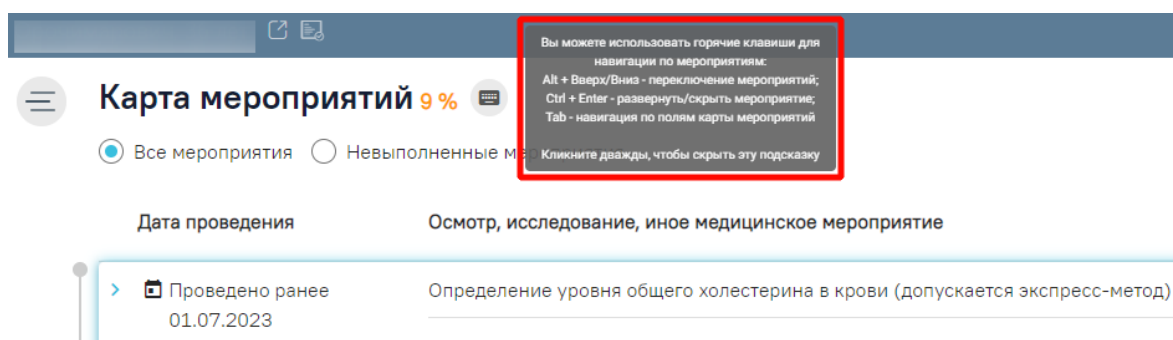 Вы можете использовать горячие клавиши для
навигации по мероприятиям:
Alt + Вверх/Вниз - переключение мероприятий;
Ctrl + Enter - развернуть/скрыть мероприятие;
Tab - навигация по полям карты мероприятий
Кликните дважды, чтобы скрыть эту подсказку
Карта мероприятий 9 %
Все мероприятия Невыполненные
Дата проведения Осмотр, исследование, иное медицинское мероприятие
Проведено ранее Определение уровня общего холестерина в крови (допускается экспресс-метод)
01.07.2023